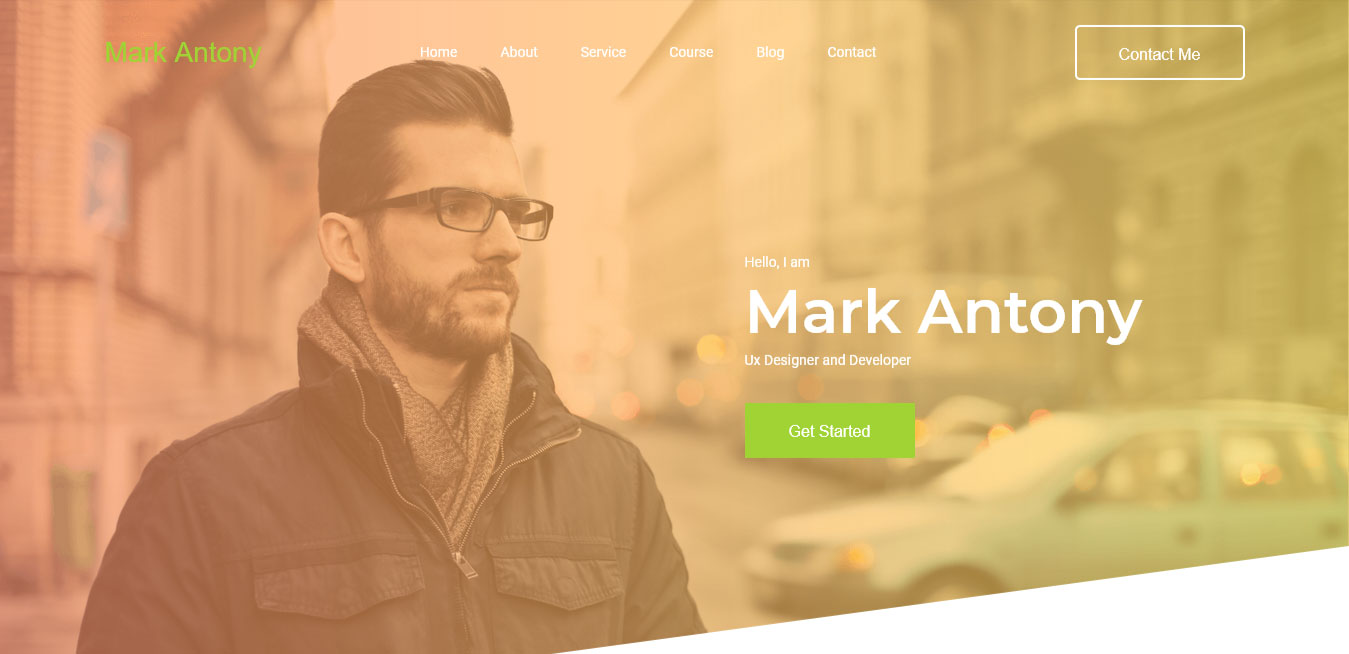 Mark Antony
Home About Service Course Blog Contact
Contact Me
Hello, I am
Mark Antony
Ux Designer and Developer
Get Started